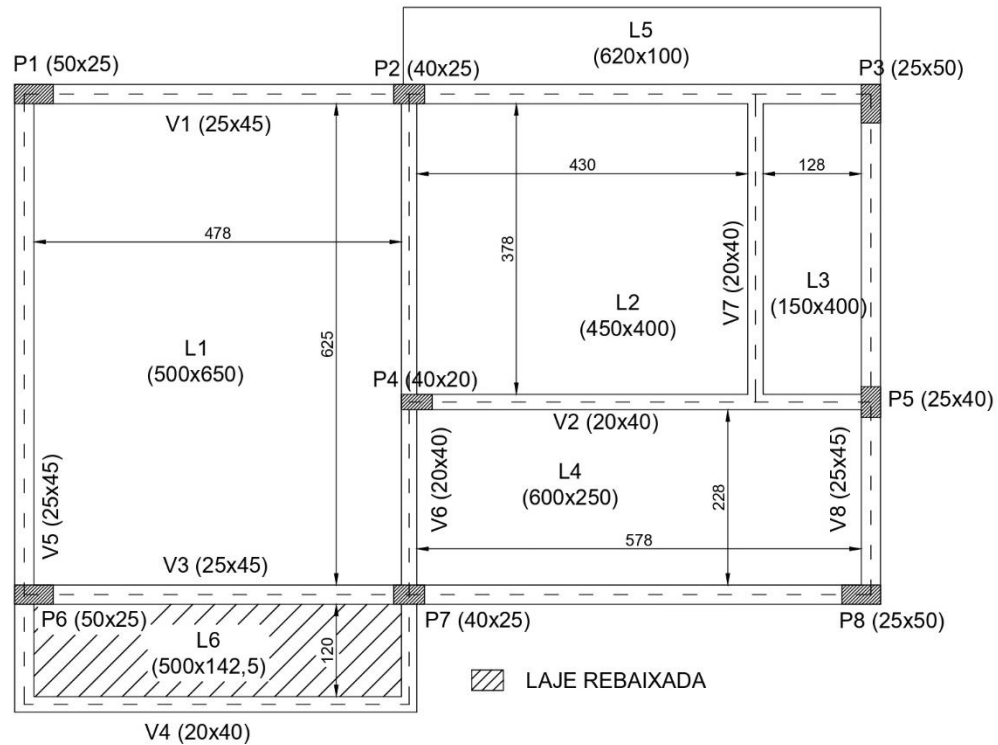 L5
(620x100)
P1 (50x25)
P2 (40x25)
P3 (25x50)
V1 (25x45)
430
128
478
378
625
V7 (20x40)
L2
(450x400)
L3
(150x400)
L1
(500x650)
P4 (40x20)
P5 (25x40)
V2 (20x40)
L4
(600x250)
228
V5 (25x45)
V6 (20x40)
V8 (25x45)
578
V3 (25x45)
P6 (50x25)
P7 (40x25)
P8 (25x50)
L6
(500x142,5)
120
LAJE REBAIXADA
V4 (20x40)